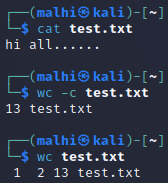 ┌──(malhi㉿kali)-[~]
└─$ cat test.txt
hi all......
┌──(malhi㉿kali)-[~]
└─$ wc -c test.txt
13 test.txt
┌──(malhi㉿kali)-[~]
└─$ wc test.txt
 1  2 13 test.txt